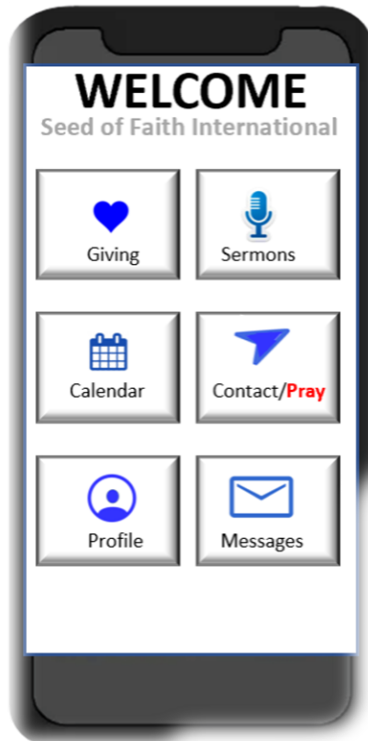 WELCOME
Seed of Faith International
Giving
Sermons
Calendar
Contact/Pray
Profile
Messages